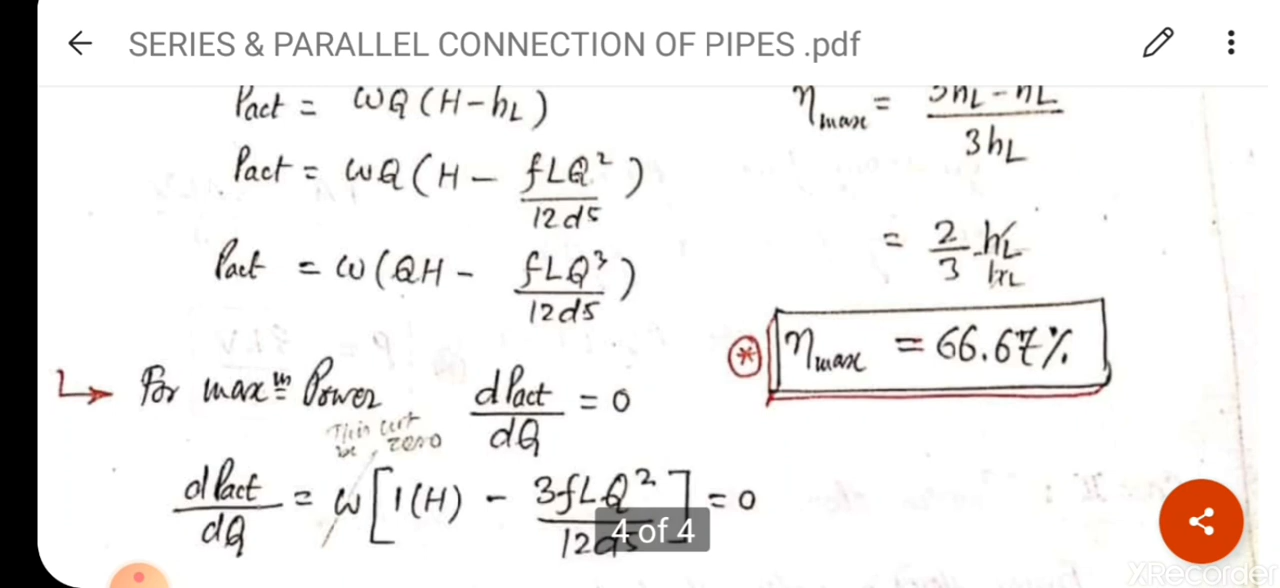 SERIES & PARALLEL CONNECTION OF PIPES .pdf
Pact = ωQ (H-hL)
Pact = ωQ (H - fLQ²/12d5)
Pact = ω(QH - fLQ³/12d5)
For maxm Power dPact/dQ = 0
This can't be zero
dPact/dQ = ω[1(H) - 3fLQ²/12d5] = 0
ηmax = 3hL-hL/3hL
= 2/3 hL/hL
* ηmax = 66.67%
4 of 4
XRecorder